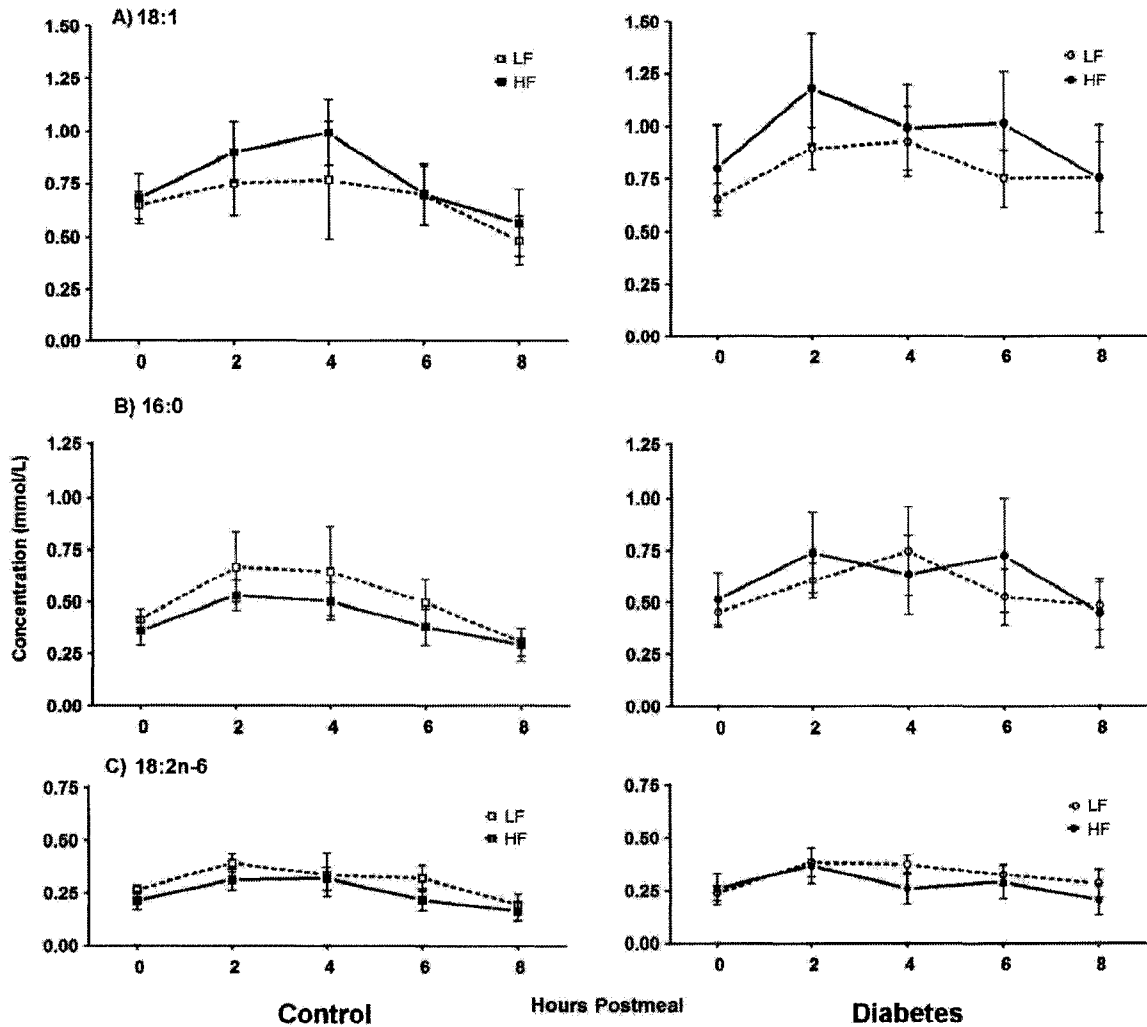 A) 18:1
1.50
1.25
1.00
0.75
0.50
0.25
0.00
LF
HF
0 2 4 6 8
1.50
1.25
1.00
0.75
0.50
0.25
0.00
LF
HF
0 2 4 6 8
B) 16:0
Concentration (mmol/L)
1.25
1.00
0.75
0.50
0.25
0.00
0 2 4 6 8
1.25
1.00
0.75
0.50
0.25
0.00
0 2 4 6 8
C) 18:2n-6
0.75
0.50
0.25
0.00
LF
HF
0 2 4 6 8
0.75
0.50
0.25
0.00
LF
HF
0 2 4 6 8
Control
Hours Postmeal
Diabetes